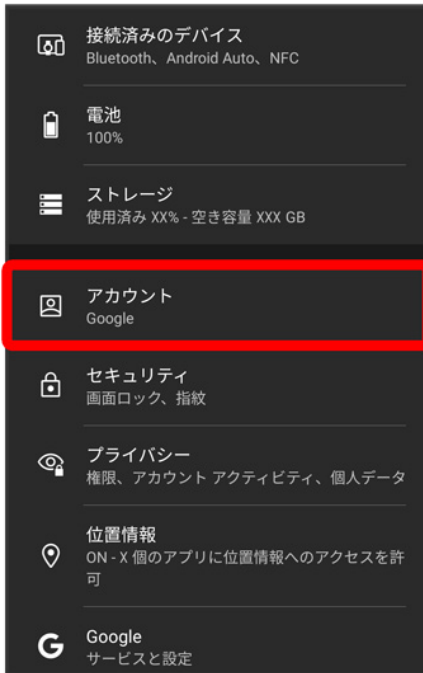 接続済みのデバイス
Bluetooth、Android Auto、NFC
電池
100%
ストレージ
使用済み XX% - 空き容量 XXX GB
アカウント
Google
セキュリティ
画面ロック、指紋
プライバシー
権限、アカウント アクティビティ、個人データ
位置情報
ON - X 個のアプリに位置情報へのアクセスを許
可
Google
サービスと設定